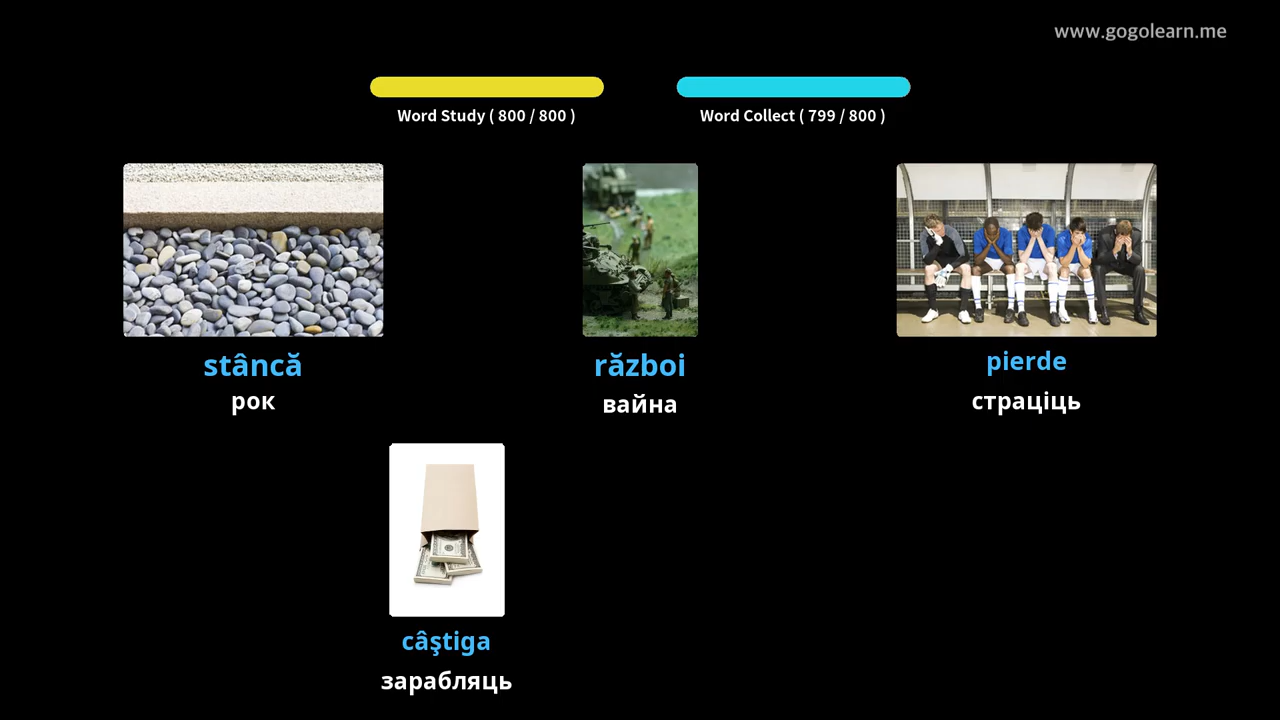 www.gogolearn.me
Word Study ( 800 / 800 )
Word Collect ( 799 / 800 )
stâncă
război
pierde
рок
вайна
страціць
câştiga
зарабляць